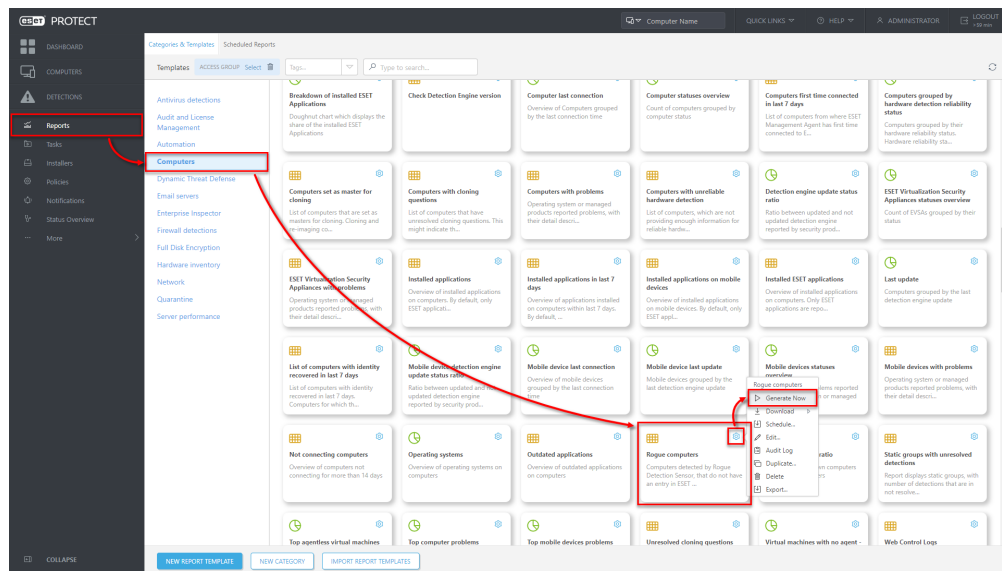 eset PROTECT
Computer Name
QUICK LINKS
HELP
ADMINISTRATOR
LOGOUT
DASHBOARD
COMPUTERS
DETECTIONS
Reports
Tasks
Installers
Policies
Notifications
Status Overview
More
COLLAPSE
Categories & Templates
Scheduled Reports
Templates
ACCESS GROUP Select
Tags...
Type to search...
Antivirus detections
Audit and License
Management
Automation
Computers
Dynamic Threat Defense
Email servers
Enterprise Inspector
Firewall detections
Full Disk Encryption
Hardware inventory
Network
Quarantine
Server performance
Breakdown of installed ESET
Applications
Doughnut chart which displays the
share of the installed ESET
Applications
Check Detection Engine version
Computer last connection
Overview of Computers grouped
by the last connection time
Computer statuses overview
Count of computers grouped by
computer status
Computers first time connected
in last 7 days
List of computers from where ESET
Management Agent has first time
connected to E...
Computers grouped by
hardware detection reliability
status
Computers grouped by their
hardware reliability status.
Hardware reliability sta...
Computers set as master for
cloning
List of computers that are set as
masters for cloning. Cloning and
re-imaging co...
Computers with cloning
questions
List of computers that have
unresolved cloning questions. This
might indicate th...
Computers with problems
Operating system or managed
products reported problems, with
their detail descri...
Computers with unreliable
hardware detection
List of computers, which are not
providing enough information for
reliable hardw...
Detection engine update status
ratio
Ratio between updated and not
updated detection engine
reported by security prod...
ESET Virtualization Security
Appliances statuses overview
Count of EVSAs grouped by their
status
ESET Virtualization Security
Appliances with problems
Operating system or managed
products reported problems, with
their detail descri...
Installed applications
Overview of installed applications
on computers. By default, only
ESET applicati...
Installed applications in last 7
days
Overview of applications installed
on computers within last 7 days.
By default, ...
Installed applications on mobile
devices
Overview of installed applications
on mobile devices. By default, only
ESET appl...
Installed ESET applications
Overview of installed applications
on computers. Only ESET
applications are repo...
Last update
Computers grouped by the last
detection engine update
List of computers with identity
recovered in last 7 days
List of computers with identity
recovered in last 7 days.
Computers for which th...
Mobile device detection engine
update status ratio
Ratio between updated and not
updated detection engine
reported by security prod...
Mobile device last connection
Overview of mobile devices
grouped by the last connection
time
Mobile device last update
Mobile devices grouped by the
last detection engine update
Mobile devices statuses
overview
Mobile devices with problems
Operating system or managed
products reported problems, with
their detail descri...
Rogue computers
Generate Now
Download
Schedule...
Edit...
Audit Log
Duplicate...
Delete
Export...
Not connecting computers
Overview of computers not
connecting for more than 14 days
Operating systems
Overview of operating systems on
computers
Outdated applications
Overview of outdated applications
on computers
Rogue computers
Computers detected by Rogue
Detection Sensor, that do not have
an entry in ESET ...
ratio
computers
Static groups with unresolved
detections
Report displays static groups, with
number of detections that are in
not resolve...
Top agentless virtual machines
Top computer problems
Top mobile devices problems
Unresolved cloning questions
Virtual machines with no agent -
Web Control Logs
NEW REPORT TEMPLATE
NEW CATEGORY
IMPORT REPORT TEMPLATES